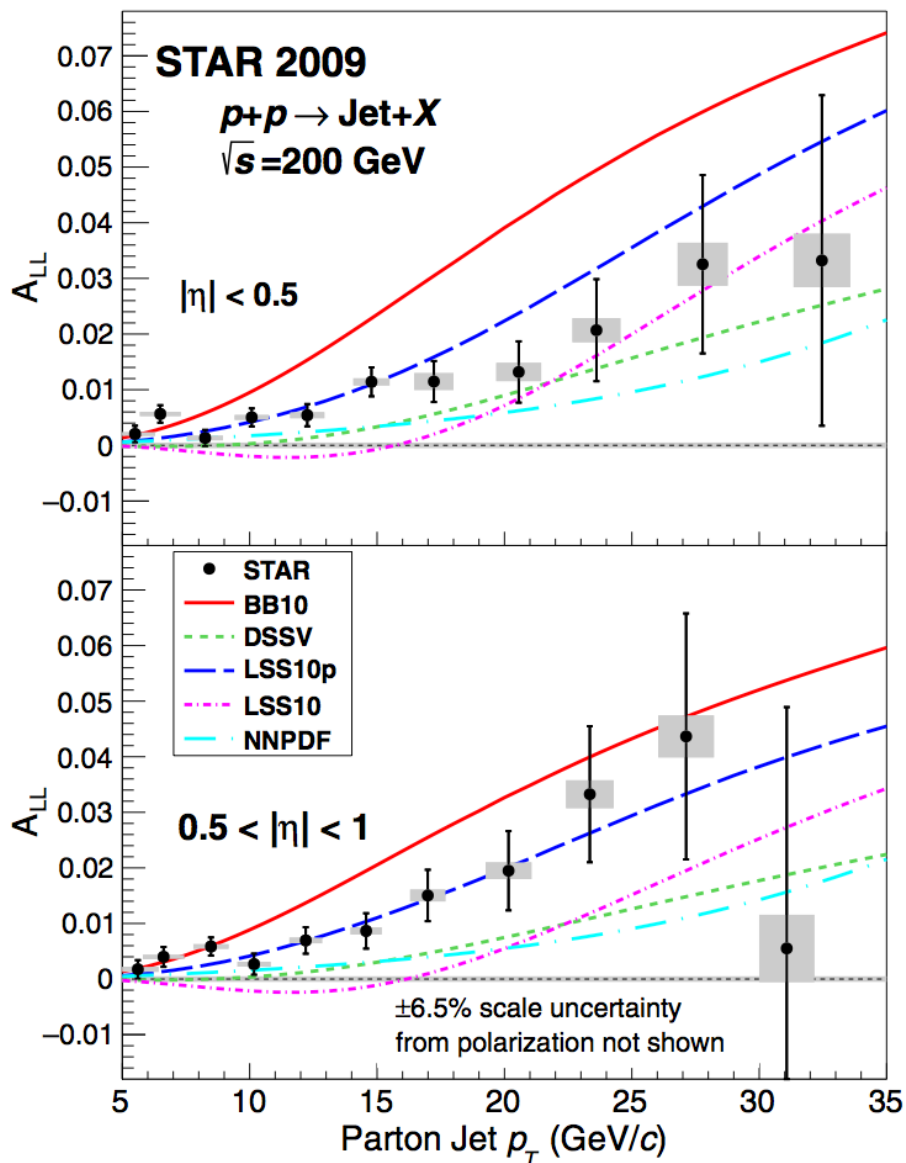 STAR 2009
p+p → Jet+X
√s =200 GeV
|η| < 0.5
A_LL
0.07
0.06
0.05
0.04
0.03
0.02
0.01
0
−0.01
STAR
BB10
DSSV
LSS10p
LSS10
NNPDF
0.5 < |η| < 1
A_LL
0.07
0.06
0.05
0.04
0.03
0.02
0.01
0
−0.01
±6.5% scale uncertainty
from polarization not shown
5 10 15 20 25 30 35
Parton Jet p_T (GeV/c)